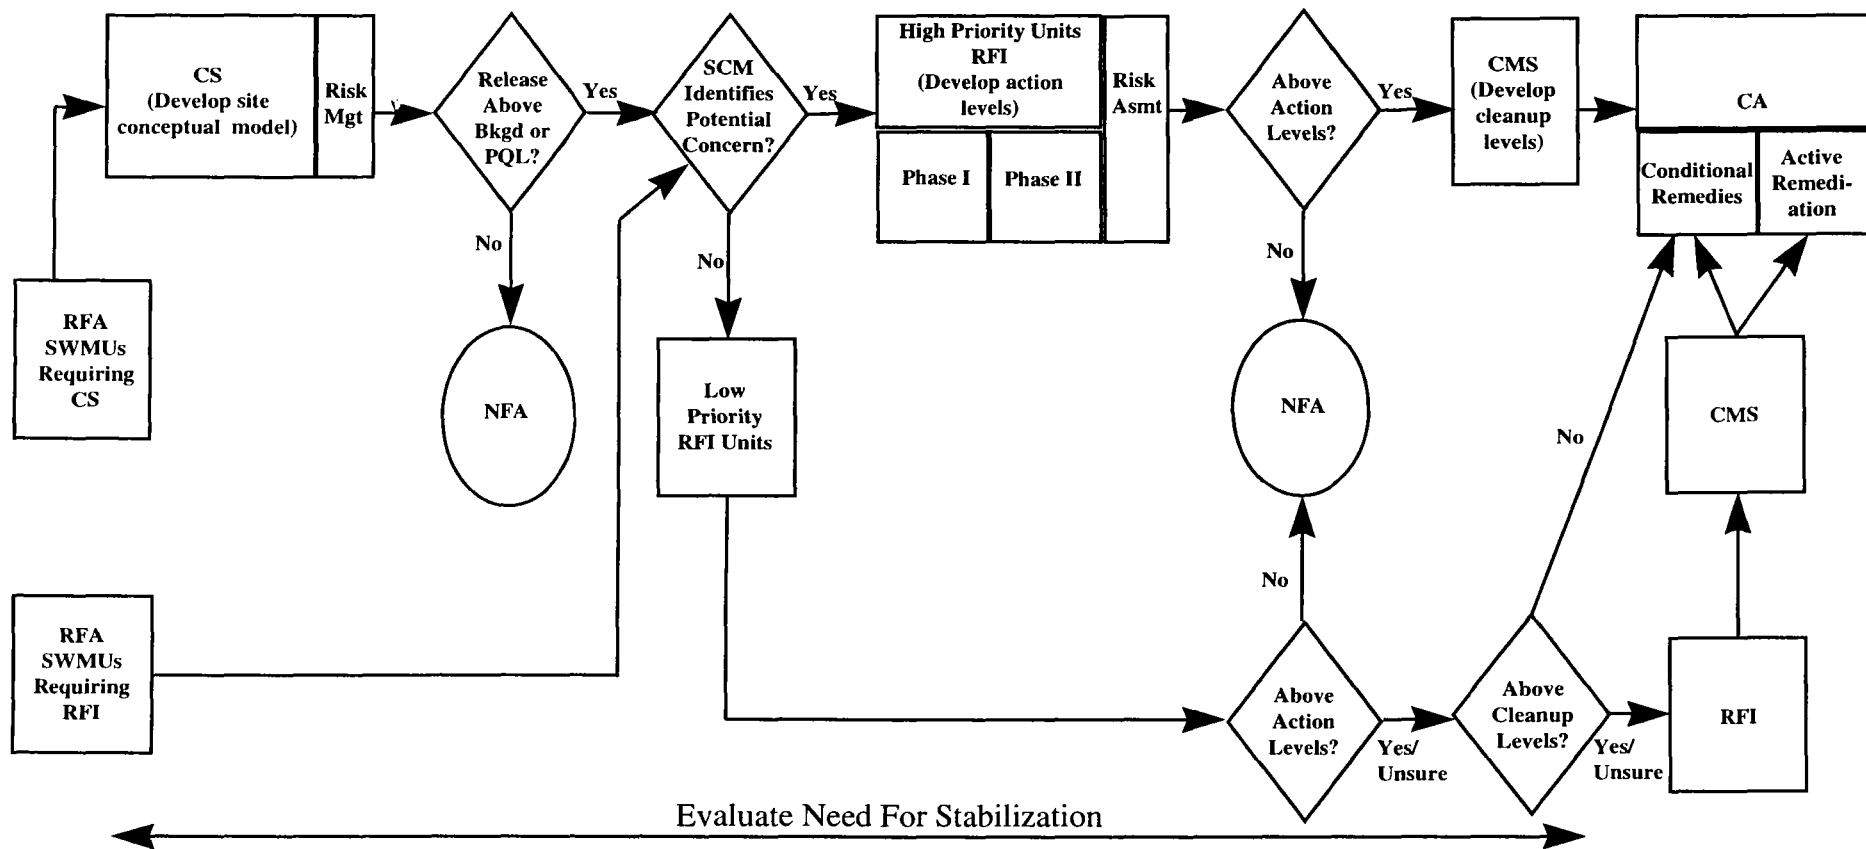 CS
(Develop site
conceptual model)
Risk
Mgt
Release
Above
Bkgd or
PQL?
Yes
SCM
Identifies
Potential
Concern?
Yes
High Priority Units
RFI
(Develop action
levels)
Phase I
Phase II
Risk
Asmt
Above
Action
Levels?
Yes
CMS
(Develop
cleanup
levels)
CA
Conditional
Remedies
Active
Remedi-
ation
No
No
No
RFA
SWMUs
Requiring
CS
NFA
Low
Priority
RFI Units
NFA
No
CMS
No
RFA
SWMUs
Requiring
RFI
Above
Action
Levels?
Yes/
Unsure
Above
Cleanup
Levels?
Yes/
Unsure
RFI
Evaluate Need For Stabilization